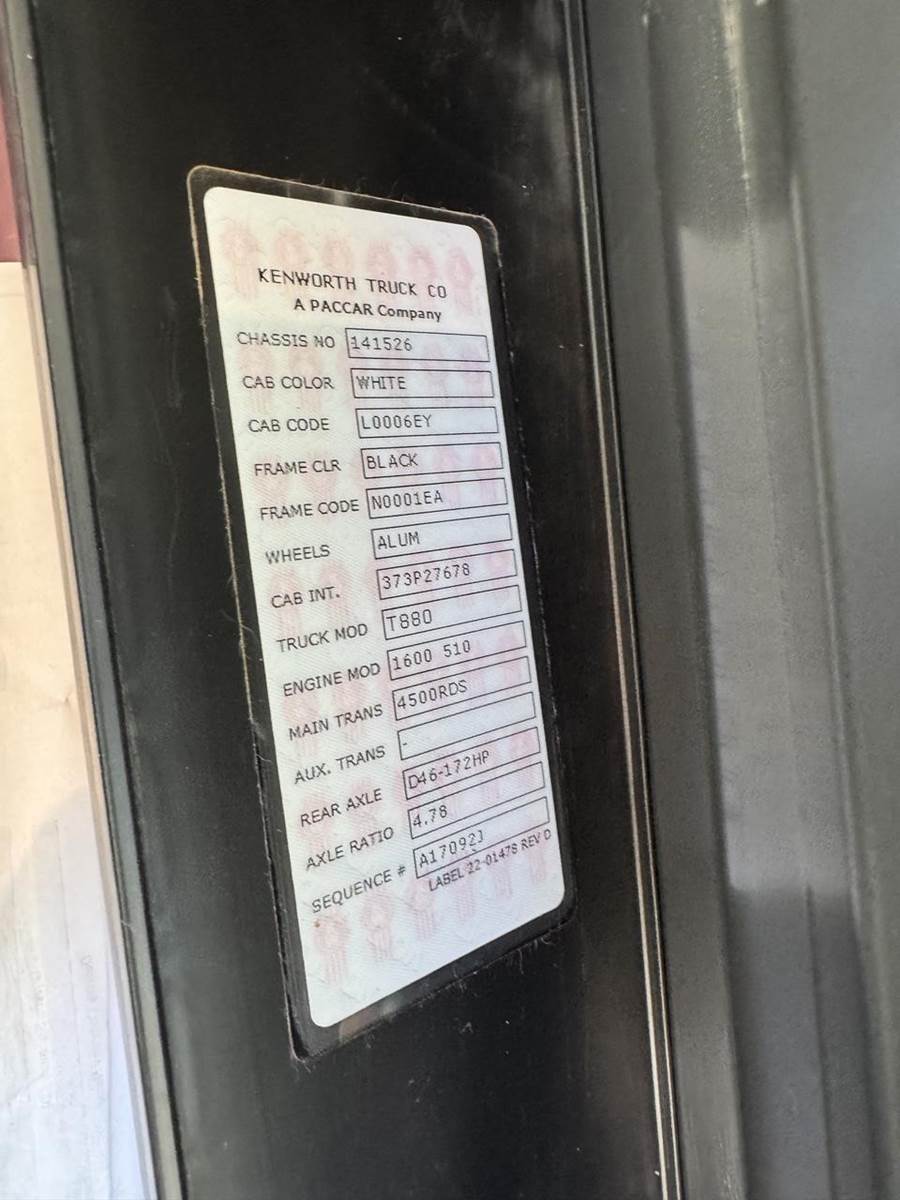 KENWORTH TRUCK CO
A PACCAR Company
CHASSIS NO 141526
CAB COLOR WHITE
CAB CODE L0006EY
FRAME CLR BLACK
FRAME CODE N0001EA
WHEELS ALUM
CAB INT. 373P27678
TRUCK MOD T880
ENGINE MOD 1600 510
MAIN TRANS 4500RDS
AUX. TRANS -
REAR AXLE D46-172HP
AXLE RATIO 4.78
SEQUENCE #
LABEL 22-01478 REV D